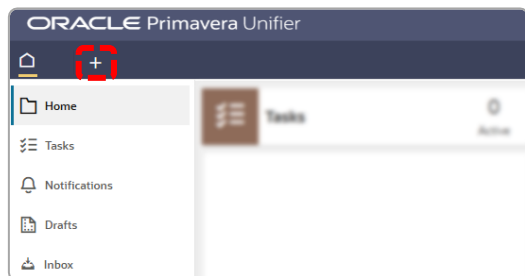 ORACLE Primavera Unifier
+
Home
Tasks
Tasks
0
Active
Notifications
Drafts
Inbox